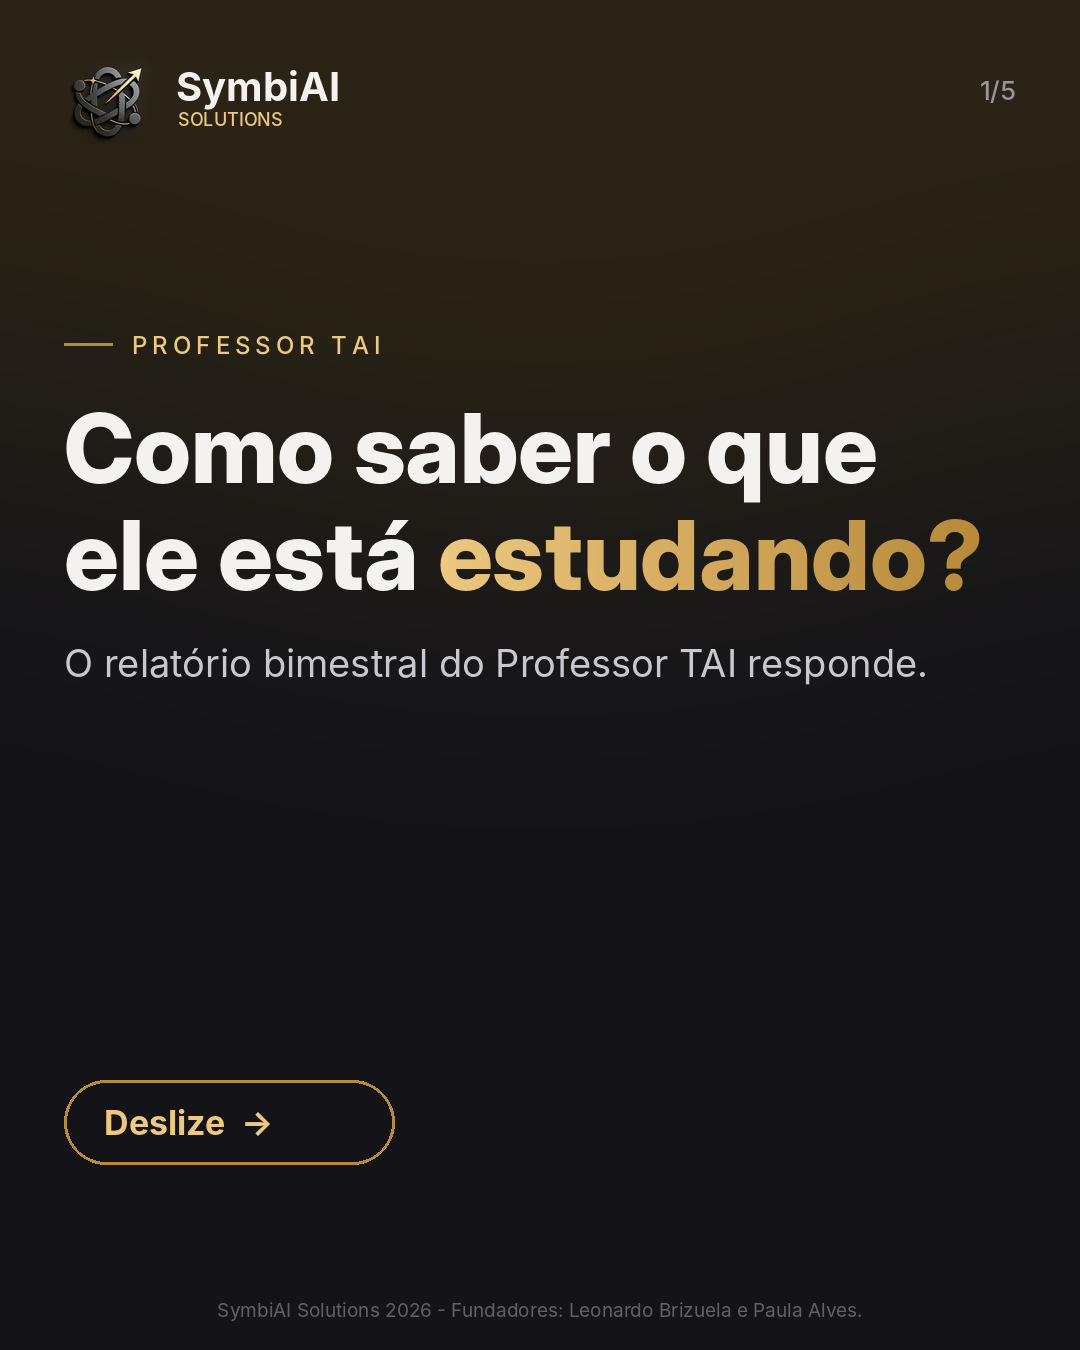 SymbiAI
SOLUTIONS
1/5
PROFESSOR TAI
Como saber o que
ele está estudando?
O relatório bimestral do Professor TAI responde.
Deslize →
SymbiAI Solutions 2026 - Fundadores: Leonardo Brizuela e Paula Alves.